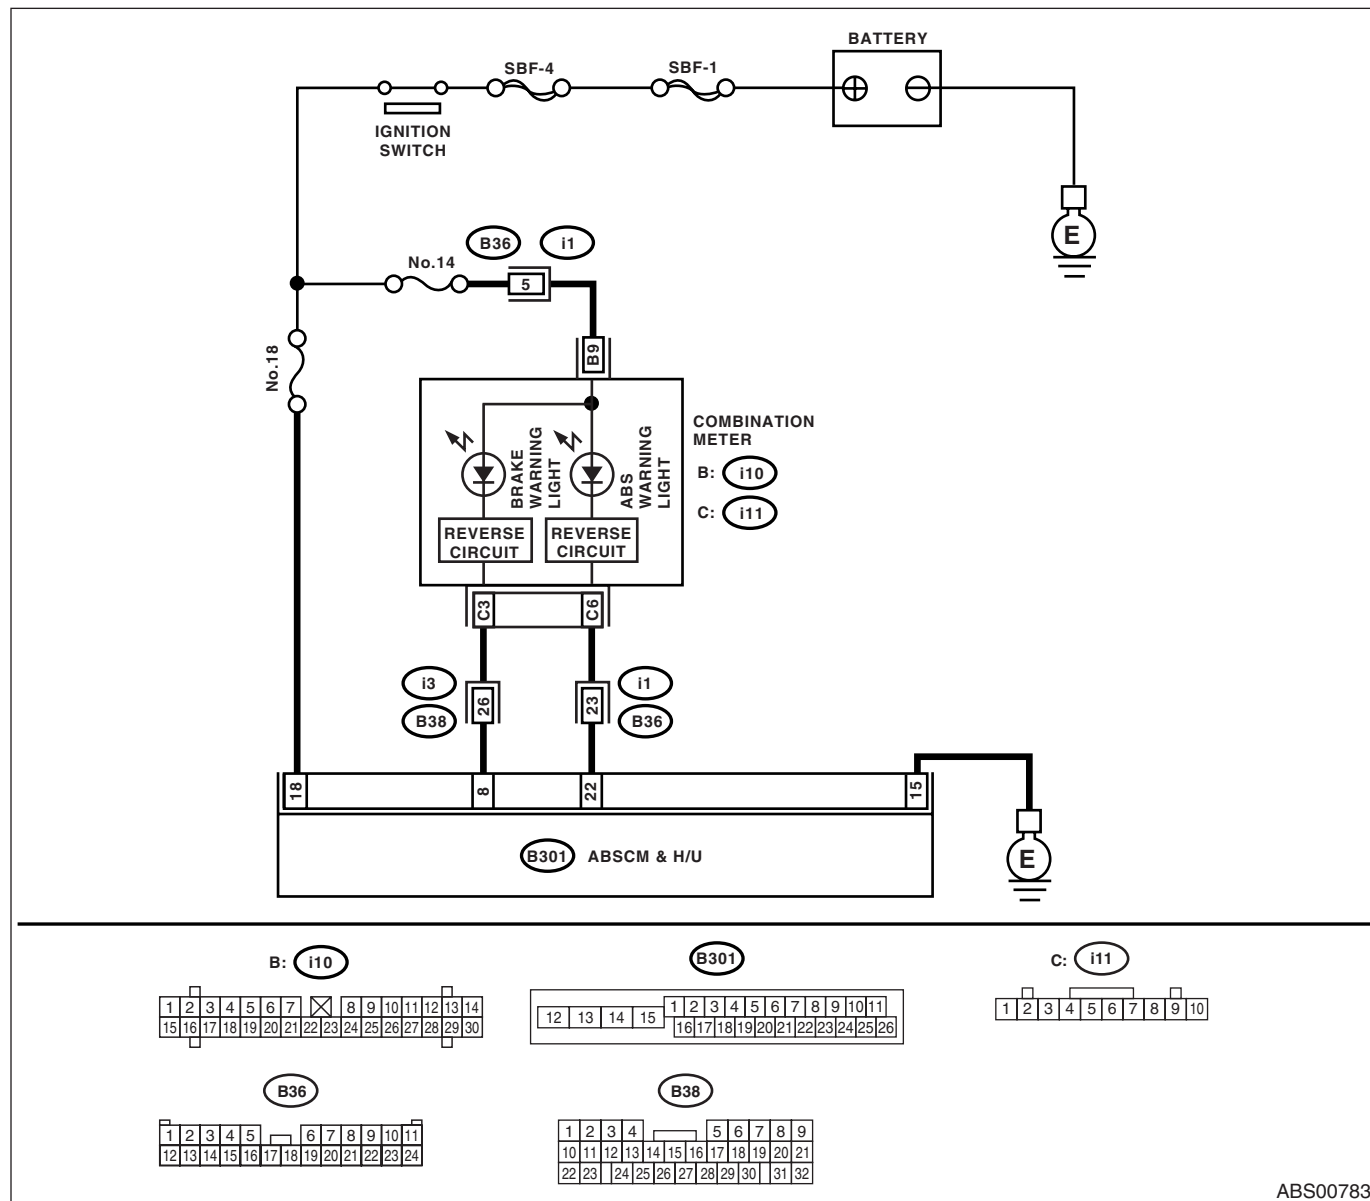 BATTERY
SBF-4
SBF-1
IGNITION
SWITCH
E
B36
i1
No.14
5
No.18
B9
BRAKE
WARNING
LIGHT
ABS
WARNING
LIGHT
COMBINATION
METER
B: i10
C: i11
REVERSE
CIRCUIT
REVERSE
CIRCUIT
C3
C6
i3
B38
26
23
i1
B36
18
8
22
15
B301 ABSCM & H/U
E
B: i10
1 2 3 4 5 6 7 8 9 10 11 12 13 14
15 16 17 18 19 20 21 22 23 24 25 26 27 28 29 30
B301
1 2 3 4 5 6 7 8 9 10 11
12 13 14 15
16 17 18 19 20 21 22 23 24 25 26
C: i11
1 2 3 4 5 6 7 8 9 10
B36
1 2 3 4 5 6 7 8 9 10 11
12 13 14 15 16 17 18 19 20 21 22 23 24
B38
1 2 3 4 5 6 7 8 9
10 11 12 13 14 15 16 17 18 19 20 21
22 23 24 25 26 27 28 29 30 31 32
ABS00783